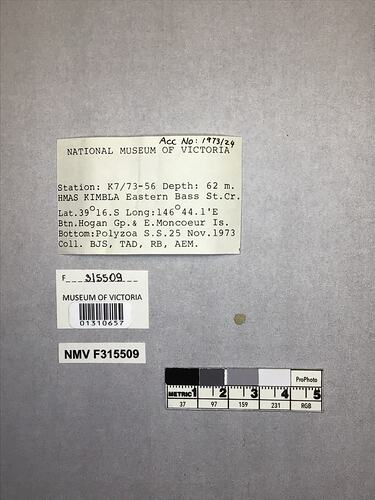 Acc No: 1973/24
NATIONAL MUSEUM OF VICTORIA
Station: K7/73-56 Depth: 62 m.
HMAS KIMBLA Eastern Bass St.Cr.
Lat.39°16.S Long:146°44.1'E
Btn.Hogan Gp.& E.Moncoeur Is.
Bottom:Polyzoa S.S.25 Nov.1973
Coll. BJS, TAD, RB, AEM.
F 315509
MUSEUM OF VICTORIA
01310657
NMV F315509
ProPhoto
METRIC 1 2 3 4 5
37 97 159 231 RGB